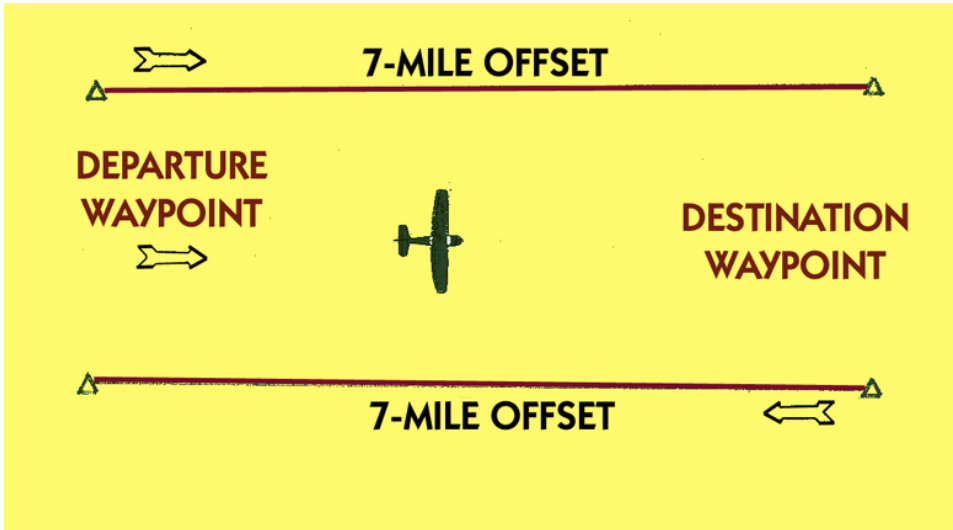 7-MILE OFFSET
DEPARTURE
WAYPOINT
DESTINATION
WAYPOINT
7-MILE OFFSET